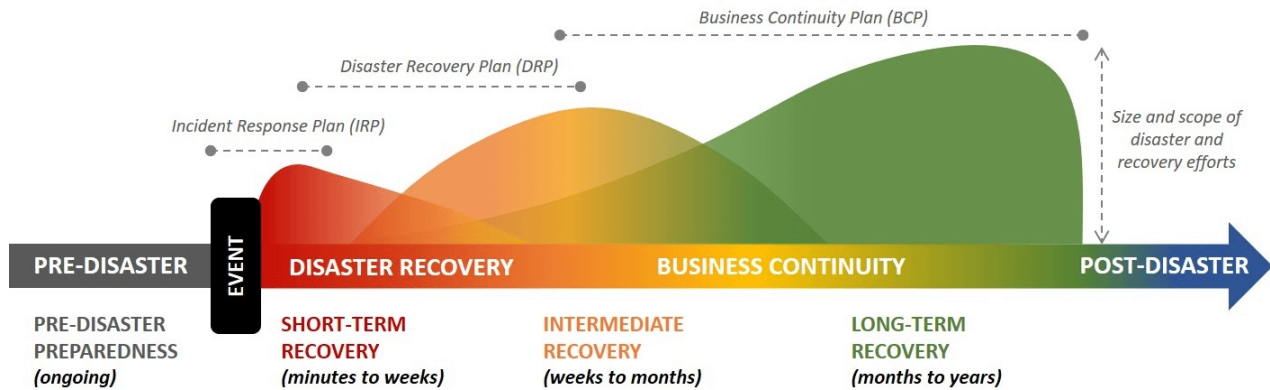 Business Continuity Plan (BCP)
Disaster Recovery Plan (DRP)
Incident Response Plan (IRP)
Size and scope of
disaster and
recovery efforts
PRE-DISASTER
EVENT
DISASTER RECOVERY
BUSINESS CONTINUITY
POST-DISASTER
PRE-DISASTER
PREPAREDNESS
(ongoing)
SHORT-TERM
RECOVERY
(minutes to weeks)
INTERMEDIATE
RECOVERY
(weeks to months)
LONG-TERM
RECOVERY
(months to years)